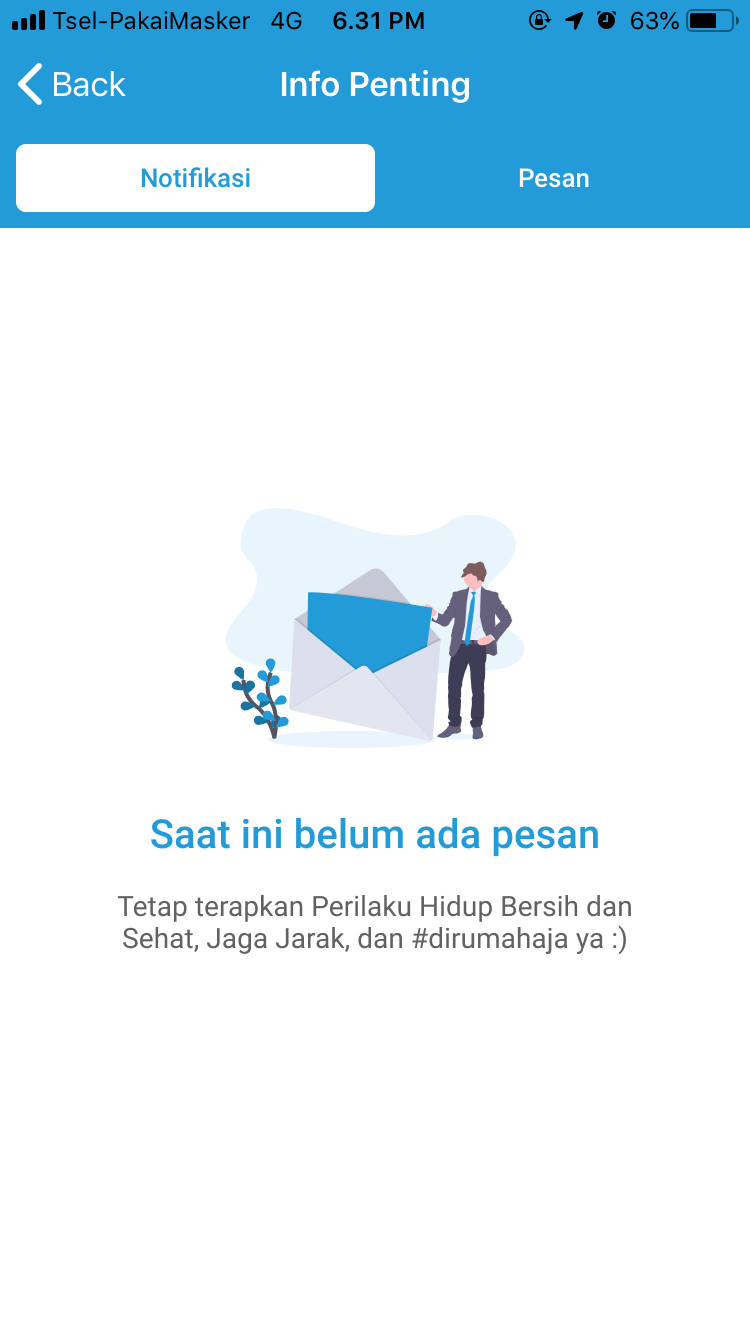 Tsel-PakaiMasker 4G 6.31 PM 63%
Back Info Penting
Notifikasi Pesan
Saat ini belum ada pesan
Tetap terapkan Perilaku Hidup Bersih dan
Sehat, Jaga Jarak, dan #dirumahaja ya :)